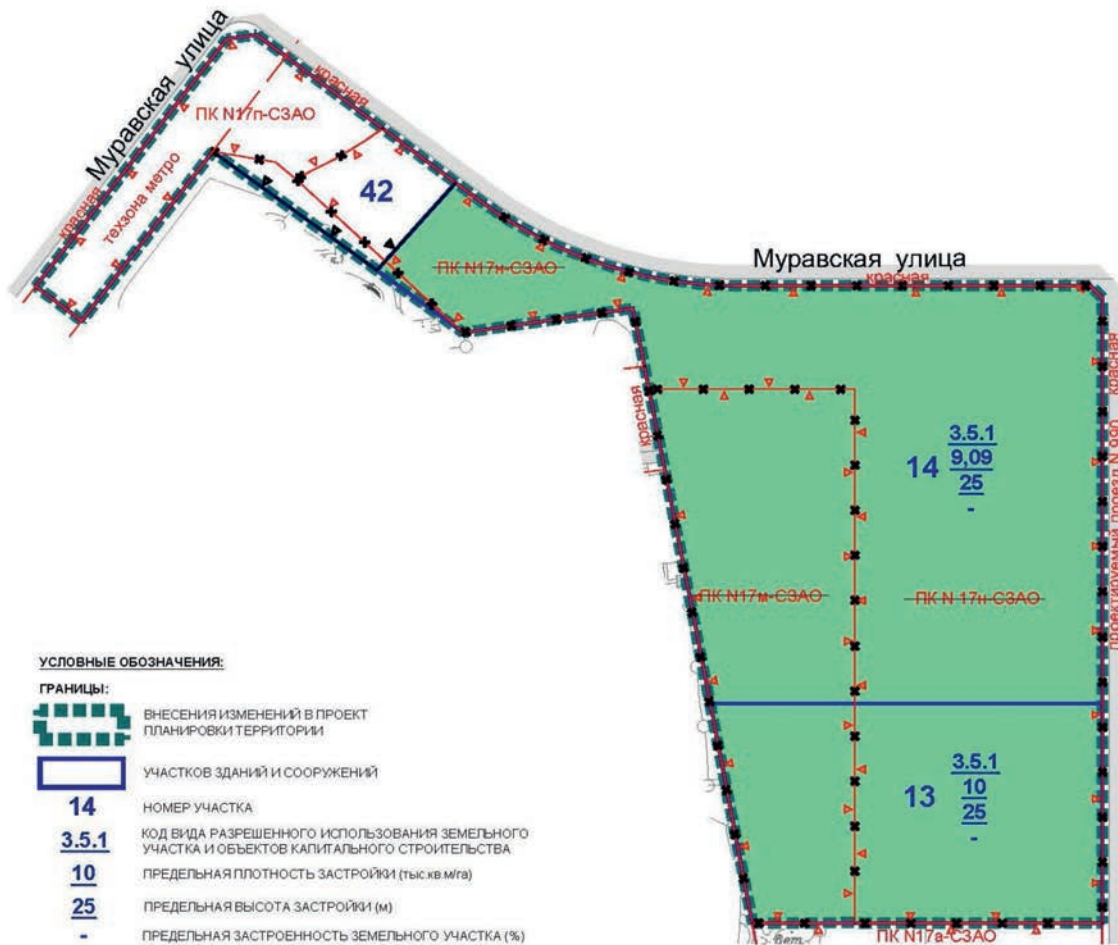 Муравская улица
красная
ПК N17п-СЗАО
красная
техзона метро
42
ПК N17н-СЗАО
Муравская улица
красная
красная
красная
проектируемый проезд N 990
14
3.5.1
9,09
25
-
ПК N17м-СЗАО
ПК N 17н-СЗАО
13
3.5.1
10
25
-
ПК N17а-СЗАО
УСЛОВНЫЕ ОБОЗНАЧЕНИЯ:
ГРАНИЦЫ:
ВНЕСЕНИЯ ИЗМЕНЕНИЙ В ПРОЕКТ
ПЛАНИРОВКИ ТЕРРИТОРИИ
УЧАСТКОВ ЗДАНИЙ И СООРУЖЕНИЙ
14 НОМЕР УЧАСТКА
3.5.1 КОД ВИДА РАЗРЕШЕННОГО ИСПОЛЬЗОВАНИЯ ЗЕМЕЛЬНОГО
УЧАСТКА И ОБЪЕКТОВ КАПИТАЛЬНОГО СТРОИТЕЛЬСТВА
10 ПРЕДЕЛЬНАЯ ПЛОТНОСТЬ ЗАСТРОЙКИ (тыс.кв.м/га)
25 ПРЕДЕЛЬНАЯ ВЫСОТА ЗАСТРОЙКИ (м)
- ПРЕДЕЛЬНАЯ ЗАСТРОЕННОСТЬ ЗЕМЕЛЬНОГО УЧАСТКА (%)